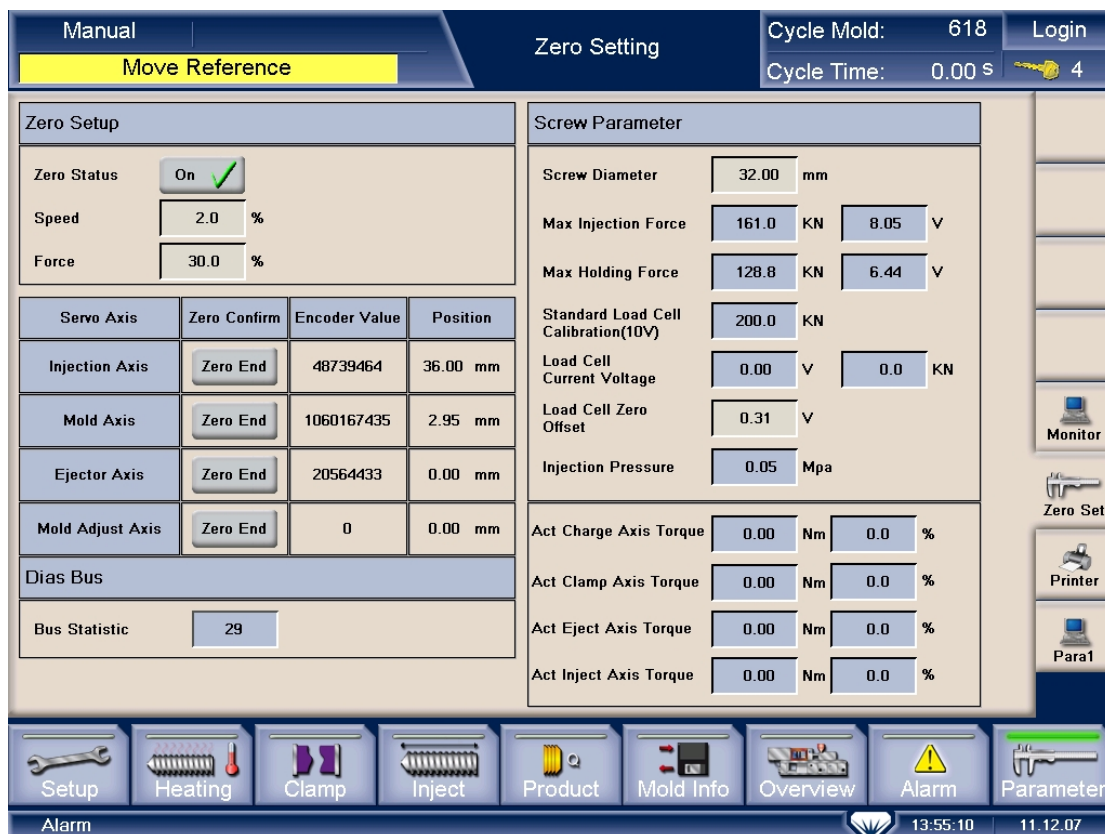 Manual
Move Reference
Zero Setting
Cycle Mold: 618
Cycle Time: 0.00 s
Login
4
Zero Setup
Zero Status On
Speed 2.0 %
Force 30.0 %
Servo Axis Zero Confirm Encoder Value Position
Injection Axis Zero End 48739464 36.00 mm
Mold Axis Zero End 1060167435 2.95 mm
Ejector Axis Zero End 20564433 0.00 mm
Mold Adjust Axis Zero End 0 0.00 mm
Dias Bus
Bus Statistic 29
Screw Parameter
Screw Diameter 32.00 mm
Max Injection Force 161.0 KN 8.05 V
Max Holding Force 128.8 KN 6.44 V
Standard Load Cell
Calibration(10V) 200.0 KN
Load Cell
Current Voltage 0.00 V 0.0 KN
Load Cell Zero
Offset 0.31 V
Injection Pressure 0.05 Mpa
Act Charge Axis Torque 0.00 Nm 0.0 %
Act Clamp Axis Torque 0.00 Nm 0.0 %
Act Eject Axis Torque 0.00 Nm 0.0 %
Act Inject Axis Torque 0.00 Nm 0.0 %
Monitor
Zero Set
Printer
Para1
Setup Heating Clamp Inject Product Mold Info Overview Alarm Parameter
Alarm 13:55:10 11.12.07